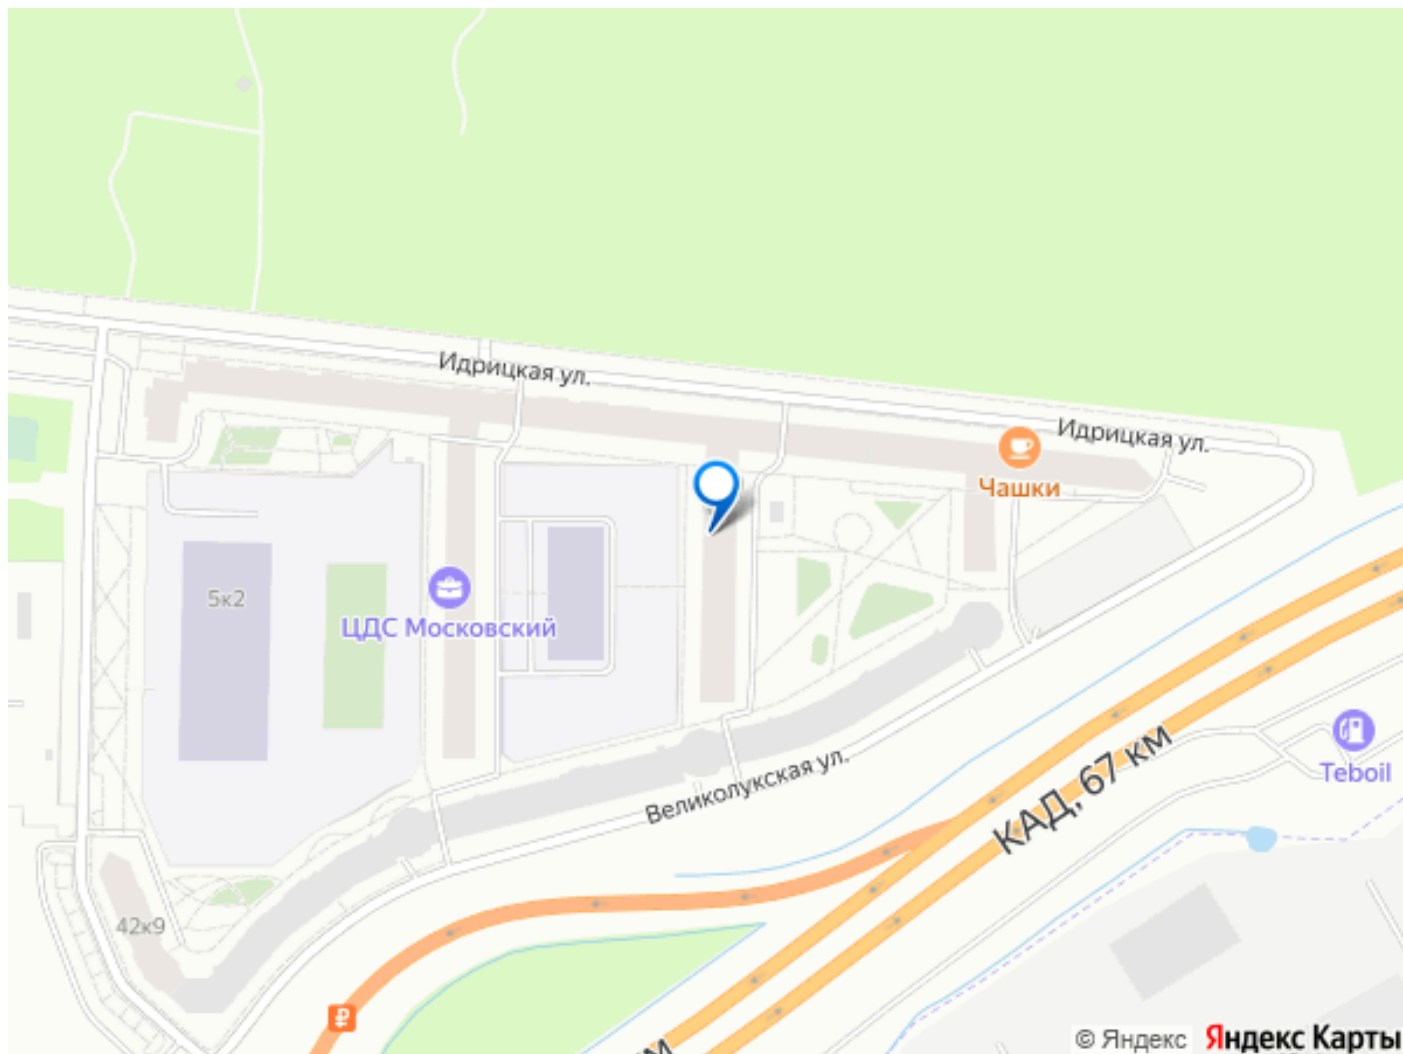 Идрицкая ул.
Идрицкая ул.
Чашки
5к2
ЦДС Московский
Великолукская ул.
КАД, 67 км
Teboil
42к9
₽
© Яндекс Яндекс Карты